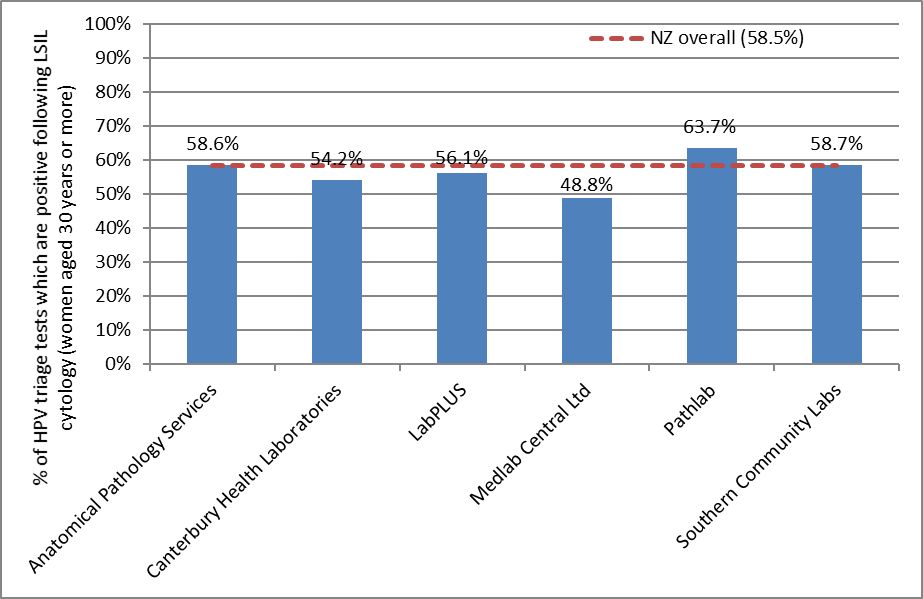 % of HPV triage tests which are positive following LSIL
cytology (women aged 30 years or more)
100%
90%
80%
70%
60%
50%
40%
30%
20%
10%
0%
NZ overall (58.5%)
58.6%
54.2%
56.1%
48.8%
63.7%
58.7%
Anatomical Pathology Services
Canterbury Health Laboratories
LabPLUS
Medlab Central Ltd
Pathlab
Southern Community Labs